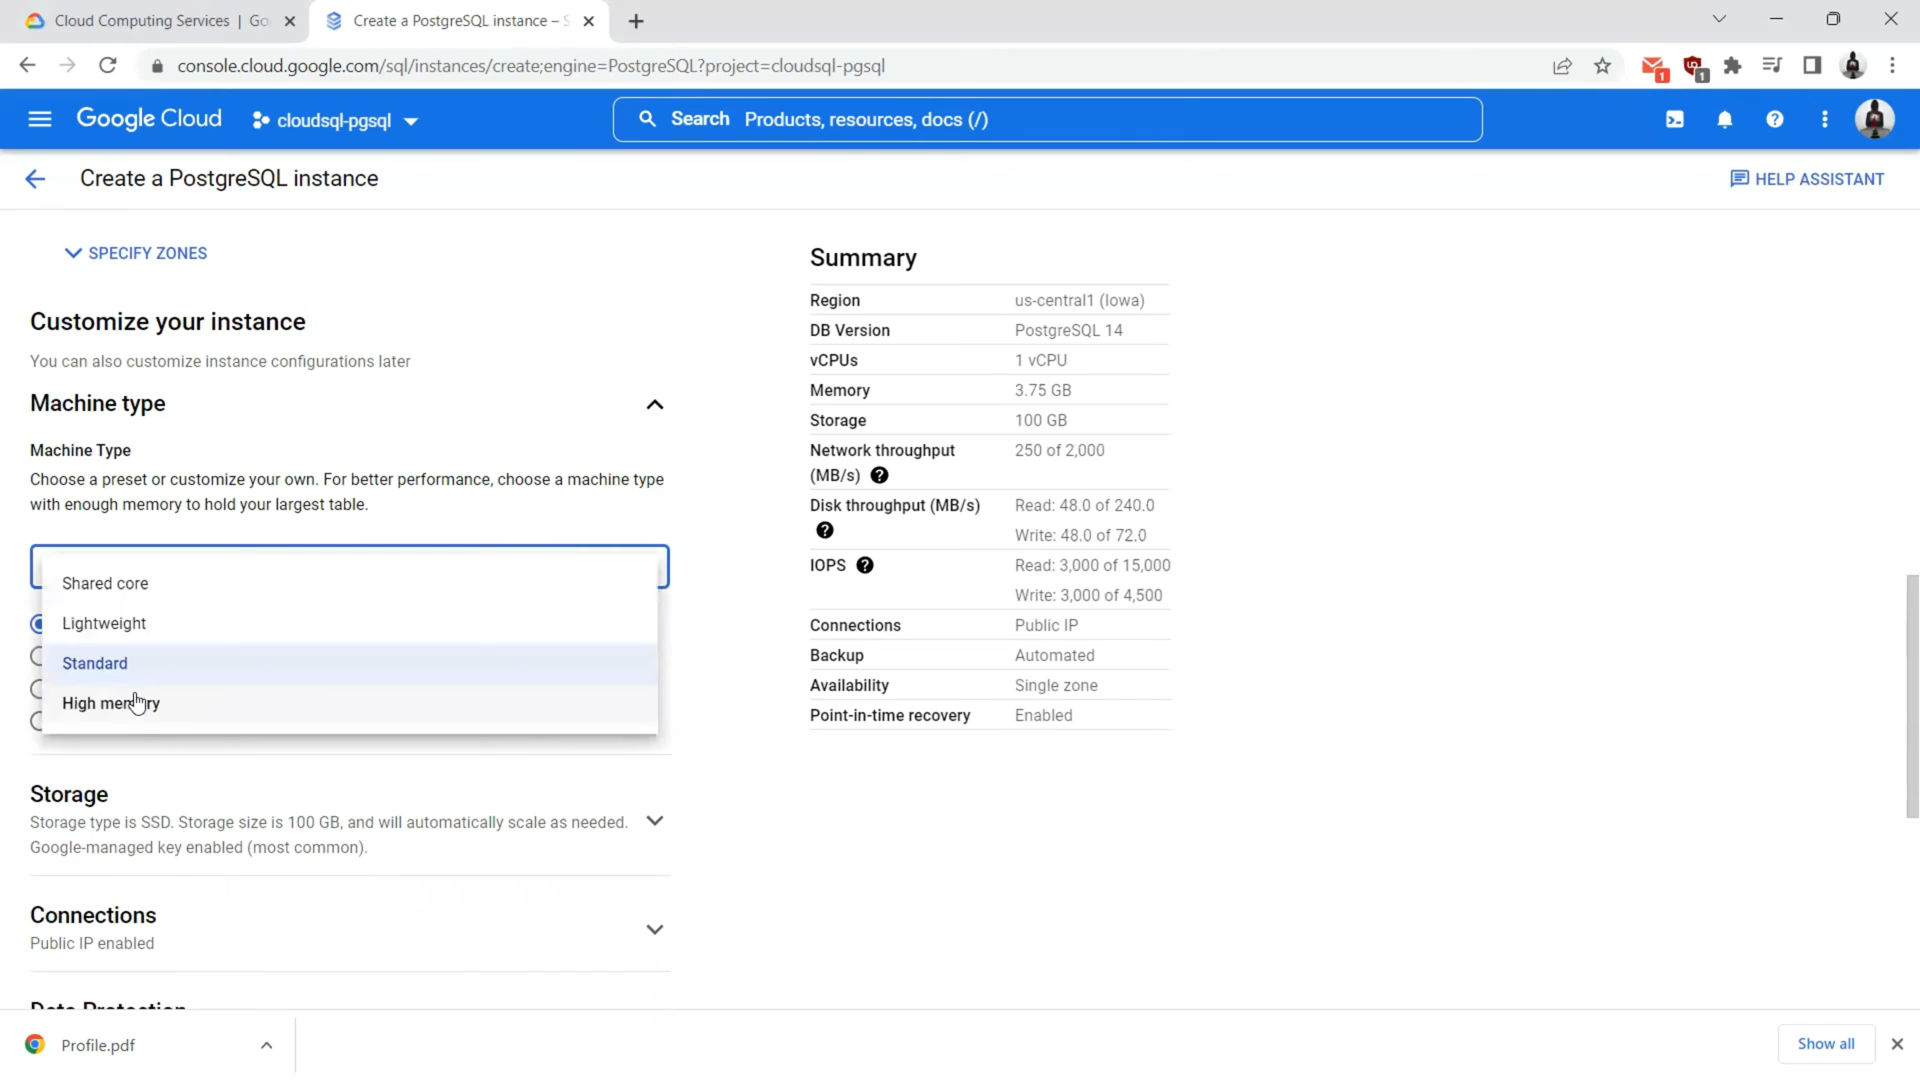 Cloud Computing Services | Go
Create a PostgreSQL instance – S
console.cloud.google.com/sql/instances/create;engine=PostgreSQL?project=cloudsql-pgsql
1
1
Google Cloud
cloudsql-pgsql
Search Products, resources, docs (/)
Create a PostgreSQL instance
HELP ASSISTANT
SPECIFY ZONES
Customize your instance
You can also customize instance configurations later
Machine type
Machine Type
Choose a preset or customize your own. For better performance, choose a machine type
with enough memory to hold your largest table.
Shared core
Lightweight
Standard
High memory
Storage
Storage type is SSD. Storage size is 100 GB, and will automatically scale as needed.
Google-managed key enabled (most common).
Connections
Public IP enabled
Data Protection
Summary
Region us-central1 (Iowa)
DB Version PostgreSQL 14
vCPUs 1 vCPU
Memory 3.75 GB
Storage 100 GB
Network throughput 250 of 2,000
(MB/s)
Disk throughput (MB/s) Read: 48.0 of 240.0
Write: 48.0 of 72.0
IOPS Read: 3,000 of 15,000
Write: 3,000 of 4,500
Connections Public IP
Backup Automated
Availability Single zone
Point-in-time recovery Enabled
Profile.pdf
Show all